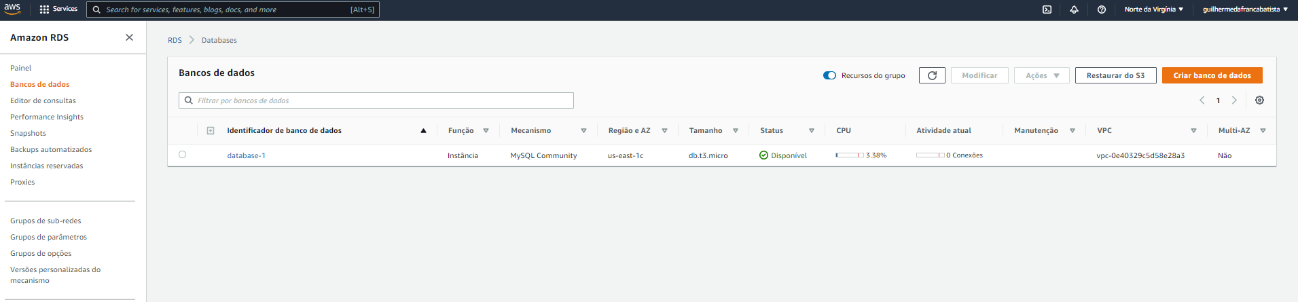 aws Services Search for services, features, blogs, docs, and more [Alt+S] Norte da Virgínia guilhermedafrancabatista
Amazon RDS
Painel
Bancos de dados
Editor de consultas
Performance Insights
Snapshots
Backups automatizados
Instâncias reservadas
Proxies
Grupos de sub-redes
Grupos de parâmetros
Grupos de opções
Versões personalizadas do
mecanismo
RDS Databases
Bancos de dados Recursos do grupo Modificar Ações Restaurar do S3 Criar banco de dados
Filtrar por bancos de dados 1
Identificador de banco de dados Função Mecanismo Região e AZ Tamanho Status CPU Atividade atual Manutenção VPC Multi-AZ
database-1 Instância MySQL Community us-east-1c db.t3.micro Disponível 3.38% 0 Conexões vpc-0e40329c5d58e28a3 Não